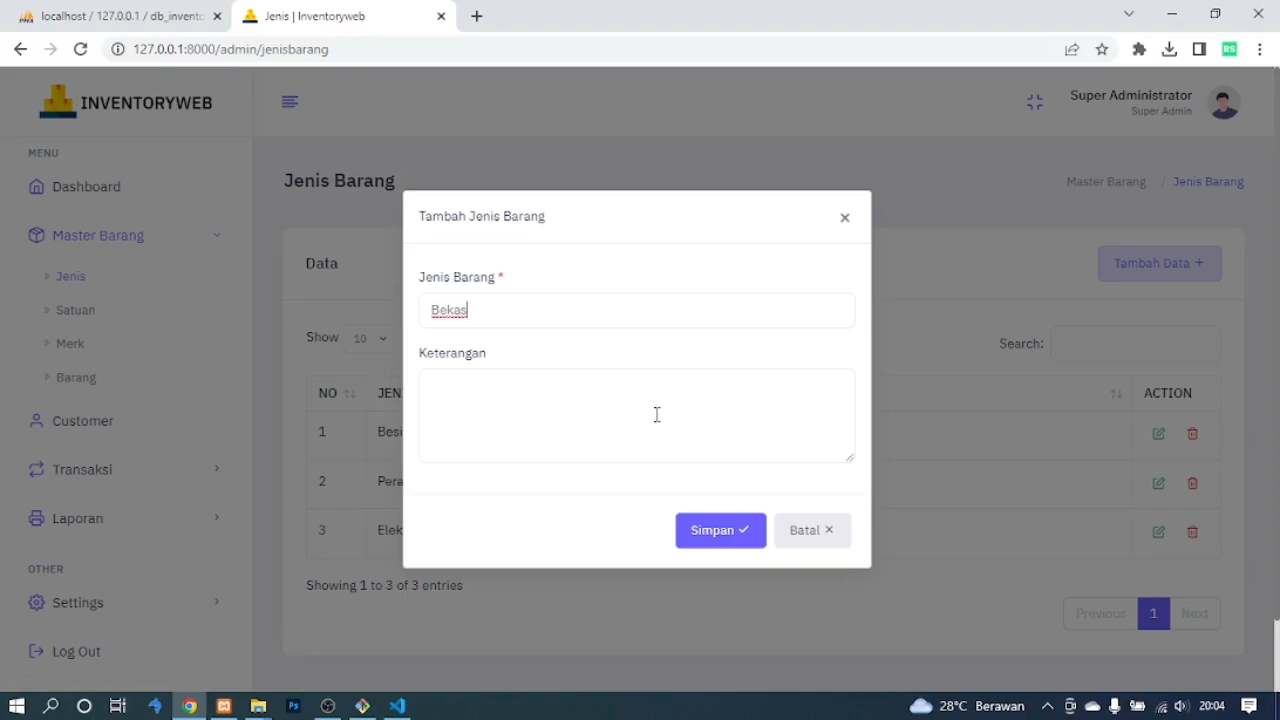 localhost / 127.0.0.1 / db_invento
Jenis | Inventoryweb
127.0.0.1:8000/admin/jenisbarang
RS
INVENTORYWEB
Super Administrator
Super Admin
MENU
Dashboard
Master Barang
Jenis
Satuan
Merk
Barang
Customer
Transaksi
Laporan
OTHER
Settings
Log Out
Jenis Barang
Master Barang / Jenis Barang
Data
Tambah Data +
Show 10
Search:
NO JEN ACTION
1 Besi
2 Pera
3 Elek
Showing 1 to 3 of 3 entries
Previous 1 Next
Tambah Jenis Barang
Jenis Barang *
Bekas
Keterangan
Simpan
Batal
Ps
28°C Berawan
20:04